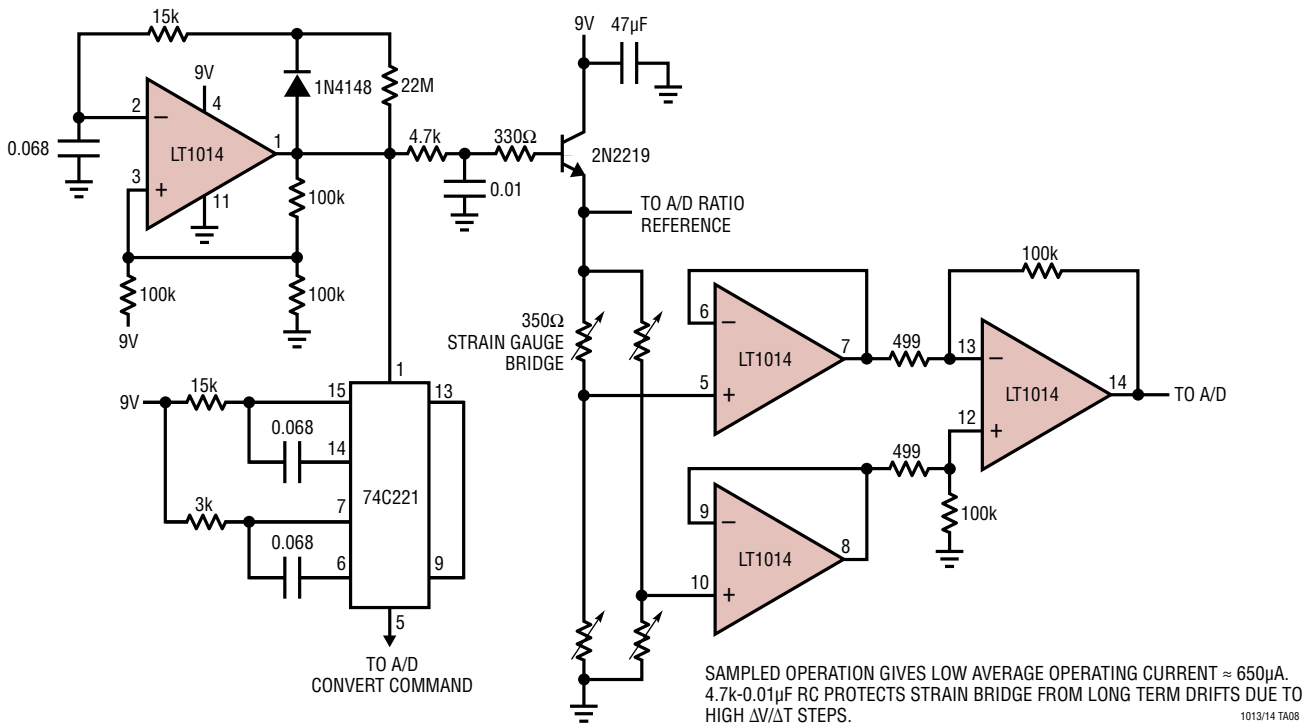 15k
9V
1N4148
22M
2
4
LT1014
1
0.068
3
11
100k
100k
100k
9V
4.7k
330Ω
0.01
9V
47µF
2N2219
TO A/D RATIO
REFERENCE
350Ω
STRAIN GAUGE
BRIDGE
6
5
LT1014
7
499
100k
13
12
LT1014
14
TO A/D
9
10
LT1014
8
499
100k
9V
15k
0.068
3k
0.068
1
15
14
7
6
13
9
74C221
5
TO A/D
CONVERT COMMAND
SAMPLED OPERATION GIVES LOW AVERAGE OPERATING CURRENT ≈ 650µA.
4.7k-0.01µF RC PROTECTS STRAIN BRIDGE FROM LONG TERM DRIFTS DUE TO
HIGH ∆V/∆T STEPS.
1013/14 TA08